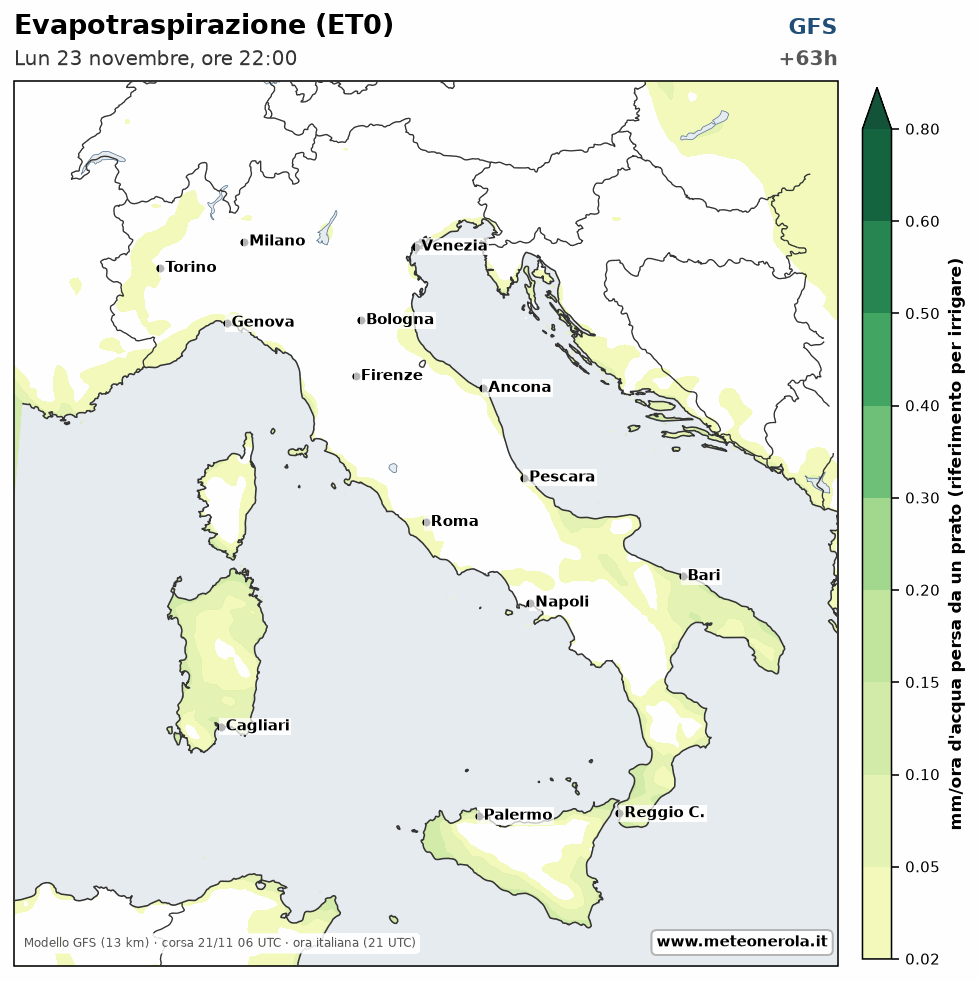 Evapotraspirazione (ET0)
GFS
Lun 23 novembre, ore 22:00
+63h
Milano
Venezia
Torino
Genova
Bologna
Firenze
Ancona
Pescara
Roma
Bari
Napoli
Cagliari
Palermo
Reggio C.
0.80
0.60
0.50
0.40
0.30
0.20
0.15
0.10
0.05
0.02
mm/ora d'acqua persa da un prato (riferimento per irrigare)
Modello GFS (13 km) · corsa 21/11 06 UTC · ora italiana (21 UTC)
www.meteonerola.it